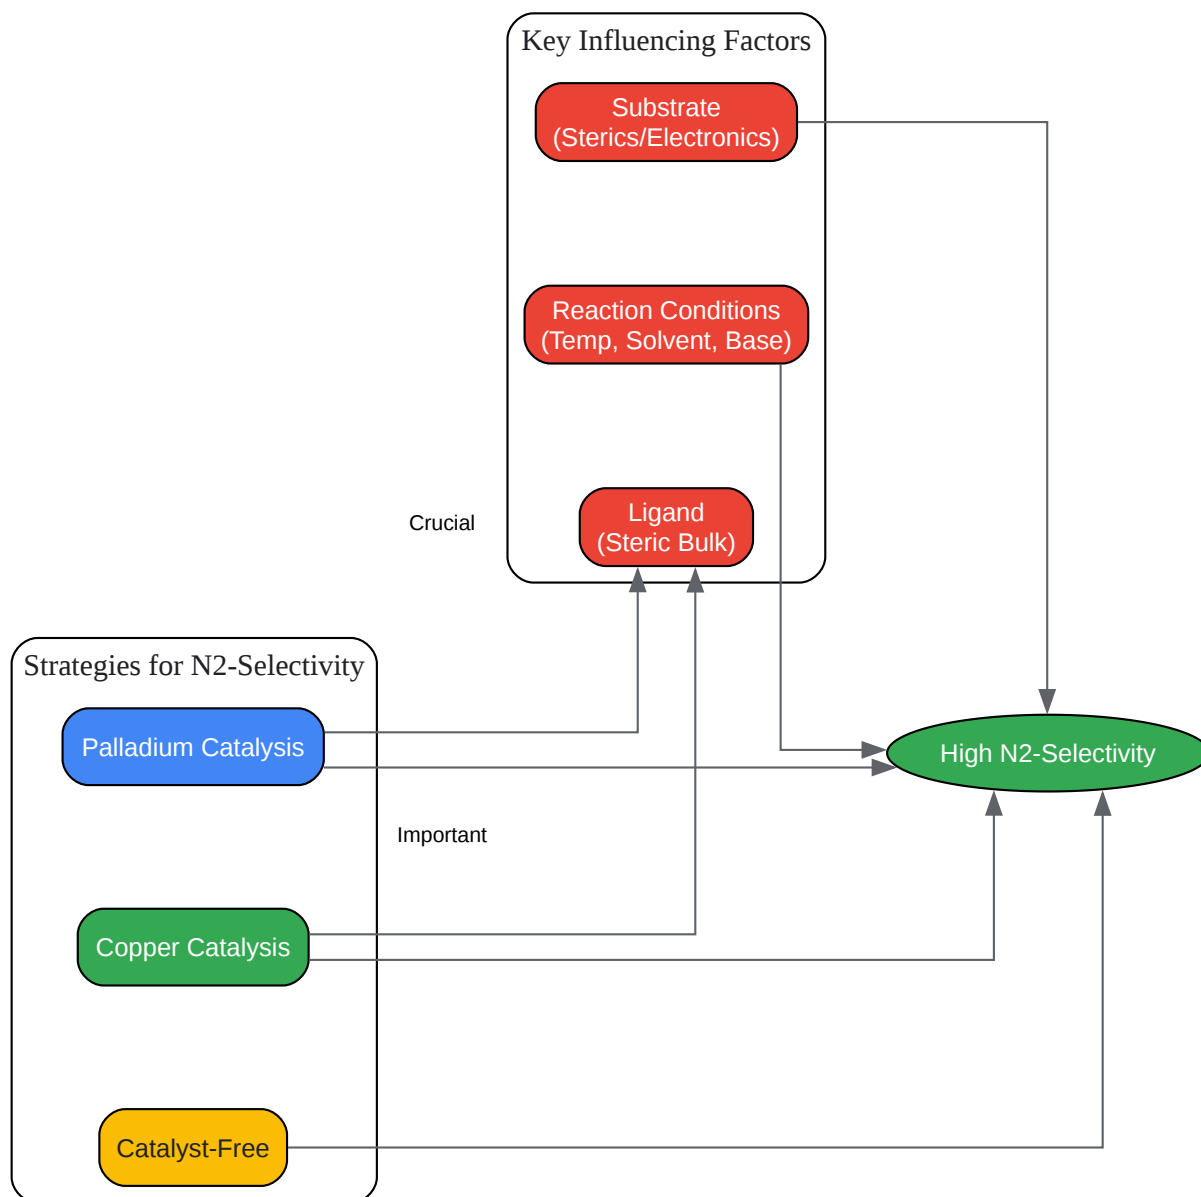 Key Influencing Factors
Substrate
(Sterics/Electronics)
Reaction Conditions
(Temp, Solvent, Base)
Ligand
(Steric Bulk)
Crucial
Strategies for N2-Selectivity
Palladium Catalysis
High N2-Selectivity
Important
Copper Catalysis
Catalyst-Free